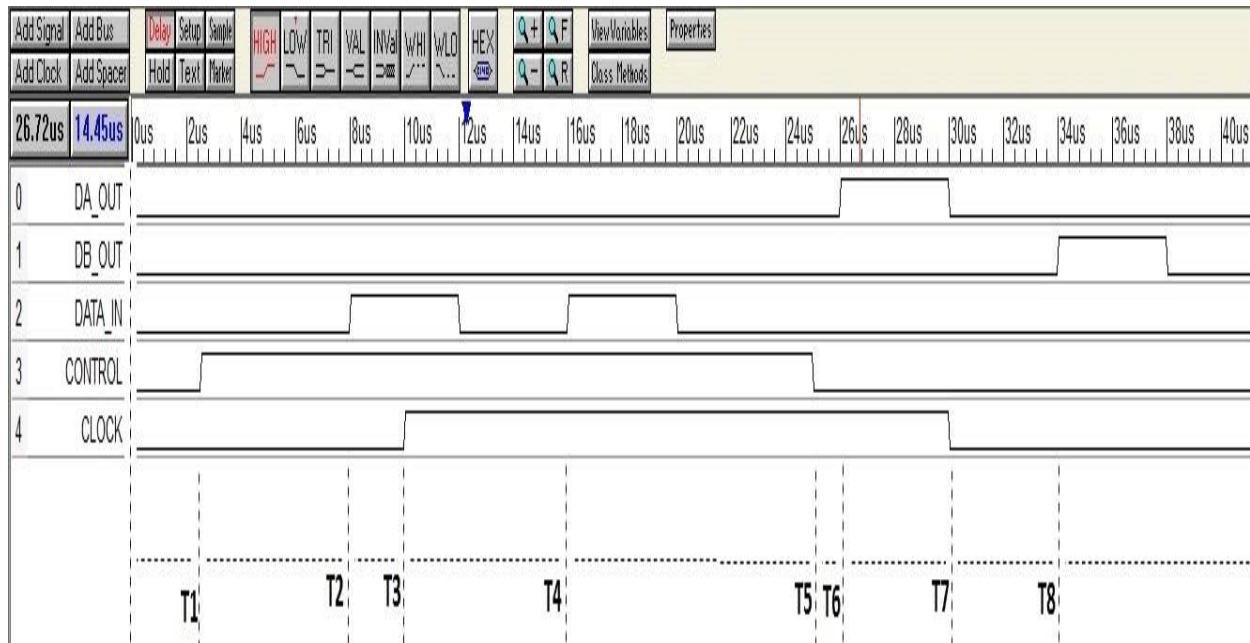 Add Signal Add Bus Delay Setup Sample HIGH LOW TRI VAL INVal WHI WLO HEX + F ViewVariables Properties
Add Clock Add Spacer Hold Text Marker - R Class Methods
26.72us 14.45us 0us 2us 4us 6us 8us 10us 12us 14us 16us 18us 20us 22us 24us 26us 28us 30us 32us 34us 36us 38us 40us
0 DA_OUT
1 DB_OUT
2 DATA_IN
3 CONTROL
4 CLOCK
T1 T2 T3 T4 T5 T6 T7 T8